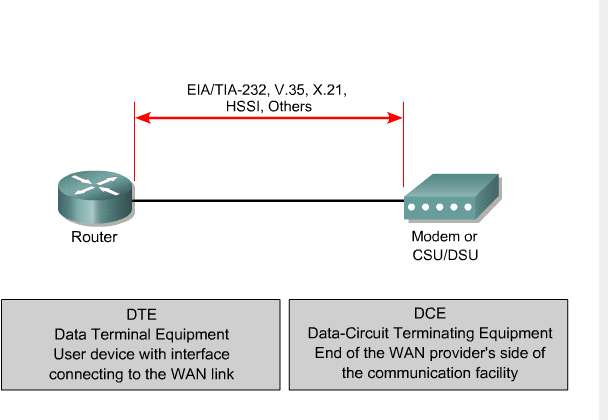 EIA/TIA-232, V.35, X.21,
HSSI, Others
Router
Modem or
CSU/DSU
DTE
Data Terminal Equipment
User device with interface
connecting to the WAN link
DCE
Data-Circuit Terminating Equipment
End of the WAN provider's side of
the communication facility